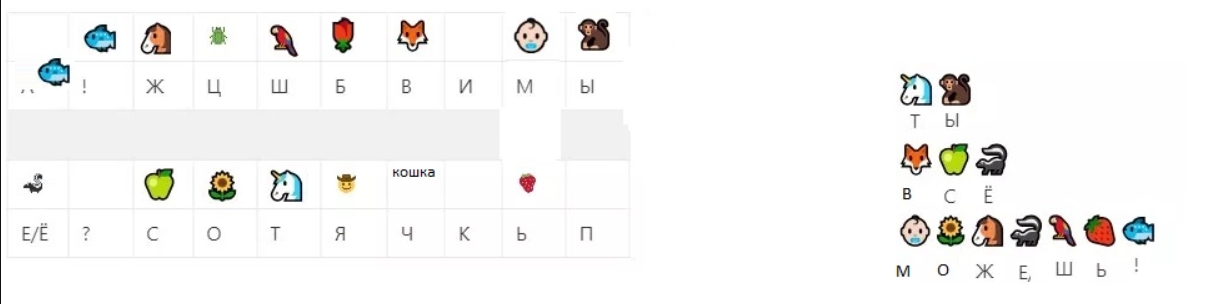 ! Ж Ц Ш Б В И М Ы
кошка
Е/Ё ? С О Т Я Ч К Ь П
Т Ы
В С Ё
М О Ж Е, Ш Ь !